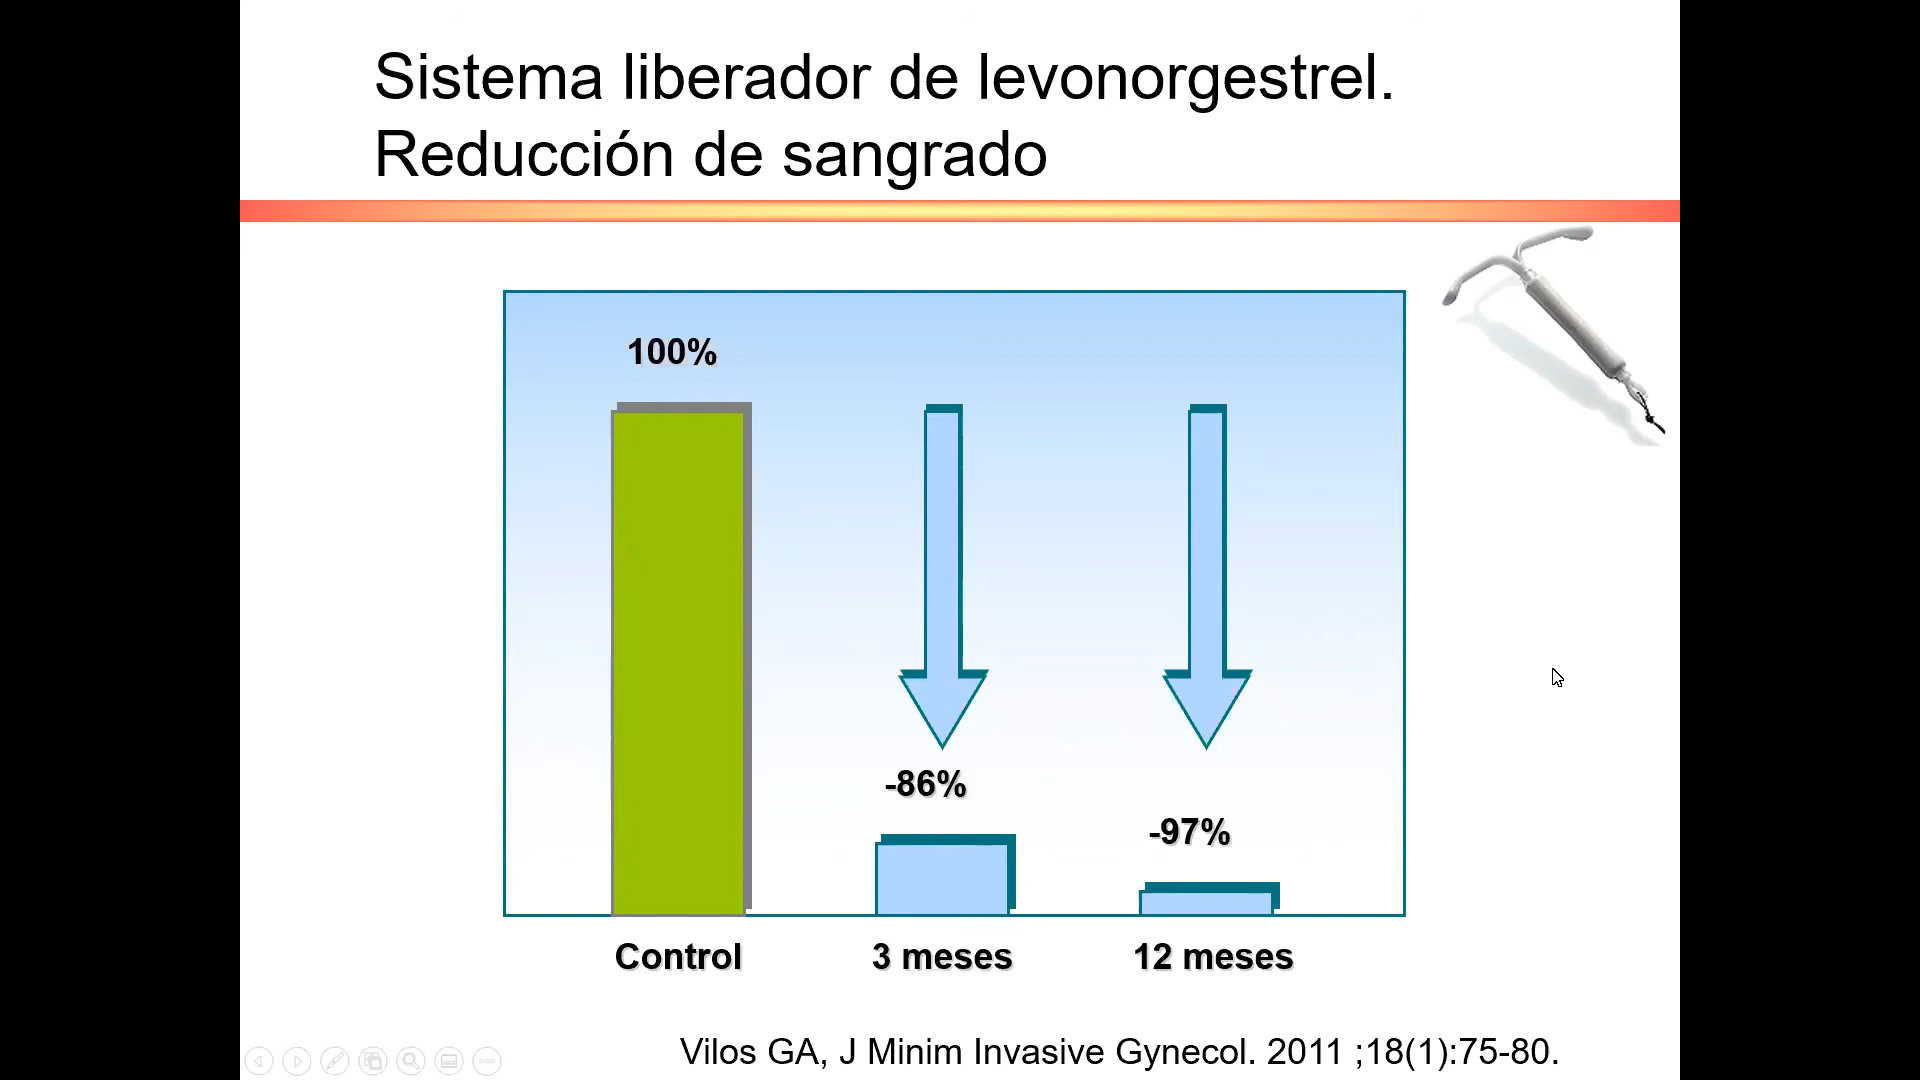 Sistema liberador de levonorgestrel.
Reducción de sangrado
100%
-86%
-97%
Control
3 meses
12 meses
Vilos GA, J Minim Invasive Gynecol. 2011 ;18(1):75-80.